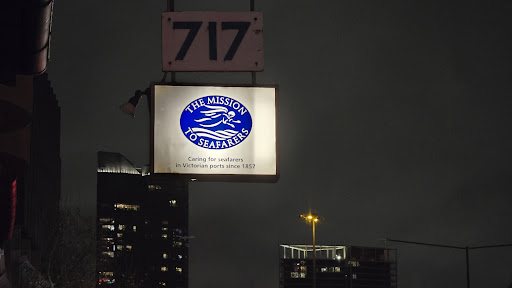 717
THE MISSION
TO SEAFARERS
Caring for seafarers
in Victorian ports since 1857